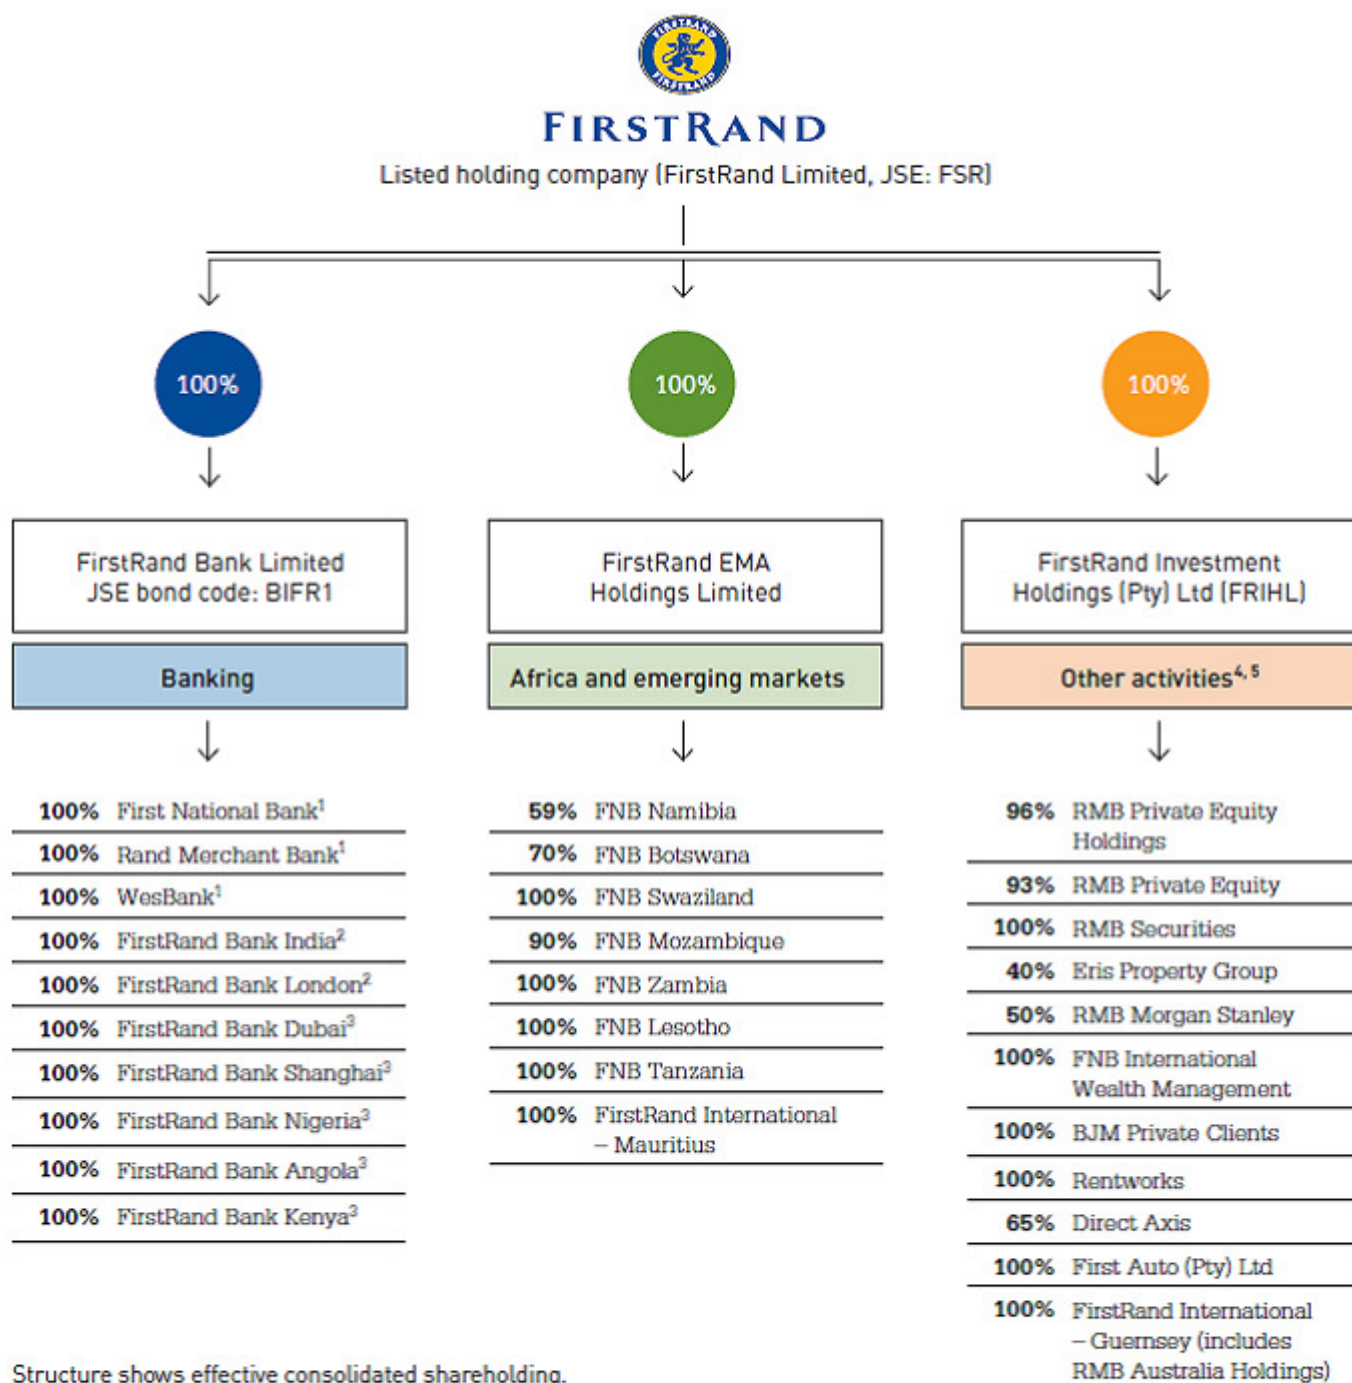 FIRSTRAND
FIRSTRAND
FIRSTRAND
Listed holding company (FirstRand Limited, JSE: FSR)
100%
100%
100%
FirstRand Bank Limited
JSE bond code: BIFR1
Banking
100% First National Bank¹
100% Rand Merchant Bank¹
100% WesBank¹
100% FirstRand Bank India²
100% FirstRand Bank London²
100% FirstRand Bank Dubai³
100% FirstRand Bank Shanghai³
100% FirstRand Bank Nigeria³
100% FirstRand Bank Angola³
100% FirstRand Bank Kenya³
FirstRand EMA
Holdings Limited
Africa and emerging markets
59% FNB Namibia
70% FNB Botswana
100% FNB Swaziland
90% FNB Mozambique
100% FNB Zambia
100% FNB Lesotho
100% FNB Tanzania
100% FirstRand International
– Mauritius
FirstRand Investment
Holdings (Pty) Ltd (FRIHL)
Other activities⁴,⁵
96% RMB Private Equity
Holdings
93% RMB Private Equity
100% RMB Securities
40% Eris Property Group
50% RMB Morgan Stanley
100% FNB International
Wealth Management
100% BJM Private Clients
100% Rentworks
65% Direct Axis
100% First Auto (Pty) Ltd
100% FirstRand International
– Guernsey (includes
RMB Australia Holdings)
Structure shows effective consolidated shareholding.